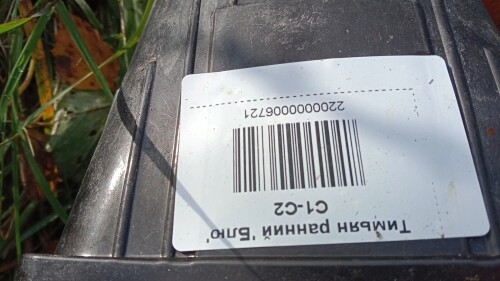 Тимьян ранний 'Блю'
С1-С2
2200000006721